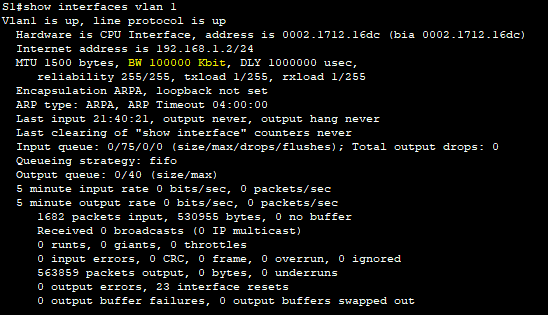 S1#show interfaces vlan 1
Vlan1 is up, line protocol is up
Hardware is CPU Interface, address is 0002.1712.16dc (bia 0002.1712.16dc)
Internet address is 192.168.1.2/24
MTU 1500 bytes, BW 100000 Kbit, DLY 1000000 usec,
reliability 255/255, txload 1/255, rxload 1/255
Encapsulation ARPA, loopback not set
ARP type: ARPA, ARP Timeout 04:00:00
Last input 21:40:21, output never, output hang never
Last clearing of "show interface" counters never
Input queue: 0/75/0/0 (size/max/drops/flushes); Total output drops: 0
Queueing strategy: fifo
Output queue: 0/40 (size/max)
5 minute input rate 0 bits/sec, 0 packets/sec
5 minute output rate 0 bits/sec, 0 packets/sec
1682 packets input, 530955 bytes, 0 no buffer
Received 0 broadcasts (0 IP multicast)
0 runts, 0 giants, 0 throttles
0 input errors, 0 CRC, 0 frame, 0 overrun, 0 ignored
563859 packets output, 0 bytes, 0 underruns
0 output errors, 23 interface resets
0 output buffer failures, 0 output buffers swapped out